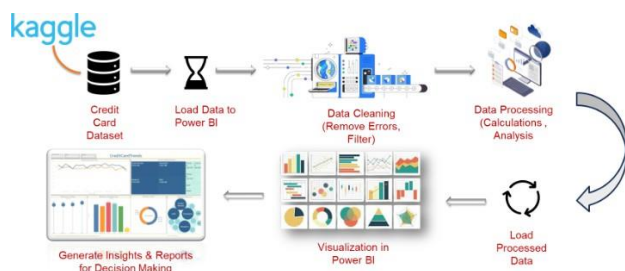 kaggle
Credit
Card
Dataset
Load Data to
Power BI
Data Cleaning
(Remove Errors,
Filter)
Data Processing
(Calculations ,
Analysis
Load
Processed
Data
Visualization in
Power BI
Generate Insights & Reports
for Decision Making